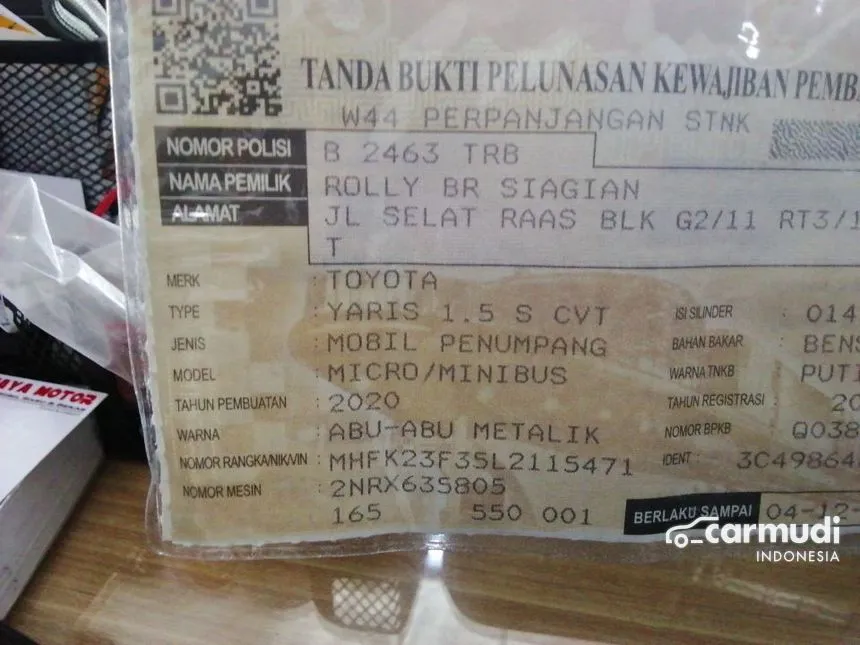 TANDA BUKTI PELUNASAN KEWAJIBAN PEMB
W44 PERPANJANGAN STNK
NOMOR POLISI B 2463 TRB
NAMA PEMILIK ROLLY BR SIAGIAN
ALAMAT JL SELAT RAAS BLK G2/11 RT3/1
T
MERK : TOYOTA
TYPE : YARIS 1.5 S CVT ISI SILINDER : 014
JENIS : MOBIL PENUMPANG BAHAN BAKAR : BENS
MODEL : MICRO/MINIBUS WARNA TNKB : PUTI
TAHUN PEMBUATAN : 2020 TAHUN REGISTRASI : 20
WARNA : ABU-ABU METALIK NOMOR BPKB : Q038
NOMOR RANGKA/NIK/VIN : MHFK23F35L2115471 IDENT : 3C49864
NOMOR MESIN : 2NRX635805
165 550 001 BERLAKU SAMPAI 04-12-
JAYA MOTOR
carmudi
INDONESIA